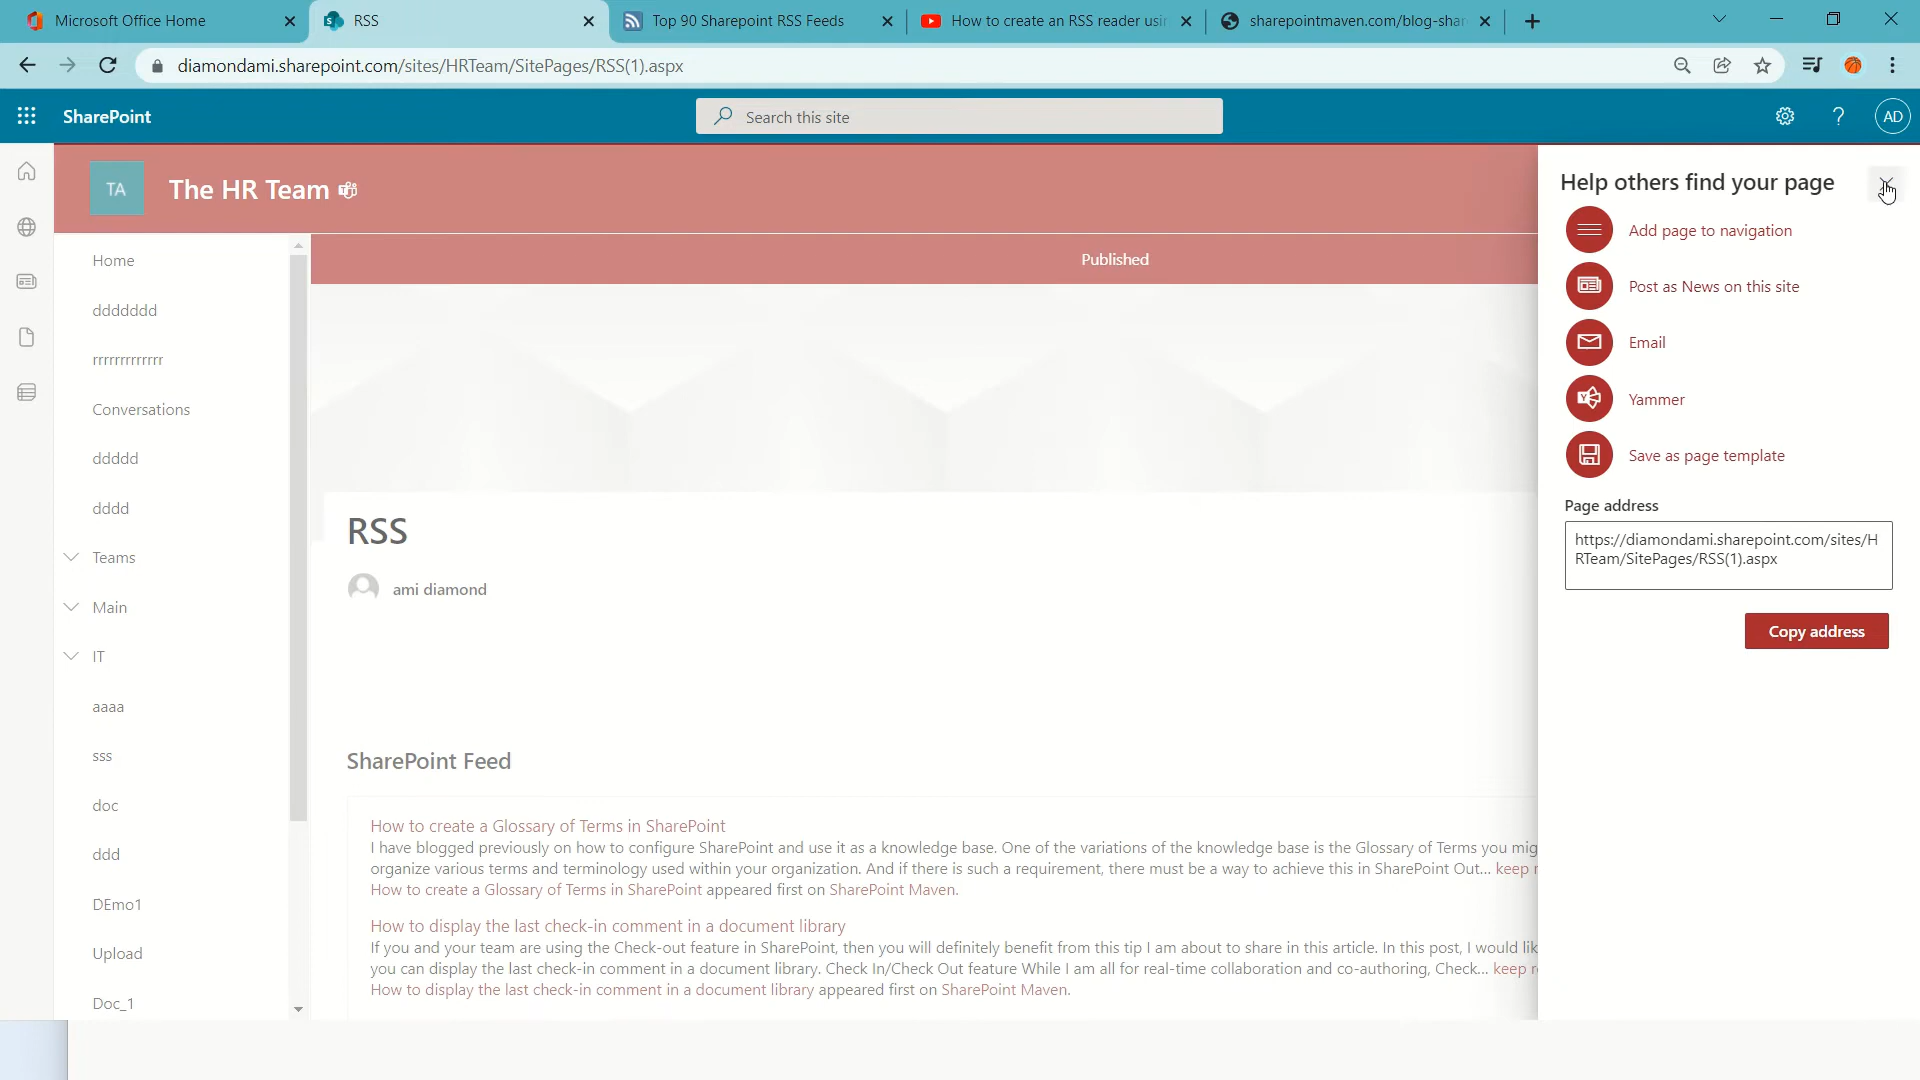 Microsoft Office Home
RSS
Top 90 Sharepoint RSS Feeds
How to create an RSS reader usin
sharepointmaven.com/blog-shar
diamondami.sharepoint.com/sites/HRTeam/SitePages/RSS(1).aspx
SharePoint
Search this site
?
AD
TA
The HR Team
Published
Home
ddddddd
rrrrrrrrrrrrr
Conversations
ddddd
dddd
Teams
Main
IT
aaaa
sss
doc
ddd
DEmo1
Upload
Doc_1
RSS
ami diamond
SharePoint Feed
How to create a Glossary of Terms in SharePoint
I have blogged previously on how to configure SharePoint and use it as a knowledge base. One of the variations of the knowledge base is the Glossary of Terms you mig
organize various terms and terminology used within your organization. And if there is such a requirement, there must be a way to achieve this in SharePoint Out... keep r
How to create a Glossary of Terms in SharePoint appeared first on SharePoint Maven.
How to display the last check-in comment in a document library
If you and your team are using the Check-out feature in SharePoint, then you will definitely benefit from this tip I am about to share in this article. In this post, I would lik
you can display the last check-in comment in a document library. Check In/Check Out feature While I am all for real-time collaboration and co-authoring, Check... keep r
How to display the last check-in comment in a document library appeared first on SharePoint Maven.
Help others find your page
Add page to navigation
Post as News on this site
Email
Yammer
Save as page template
Page address
https://diamondami.sharepoint.com/sites/H
RTeam/SitePages/RSS(1).aspx
Copy address